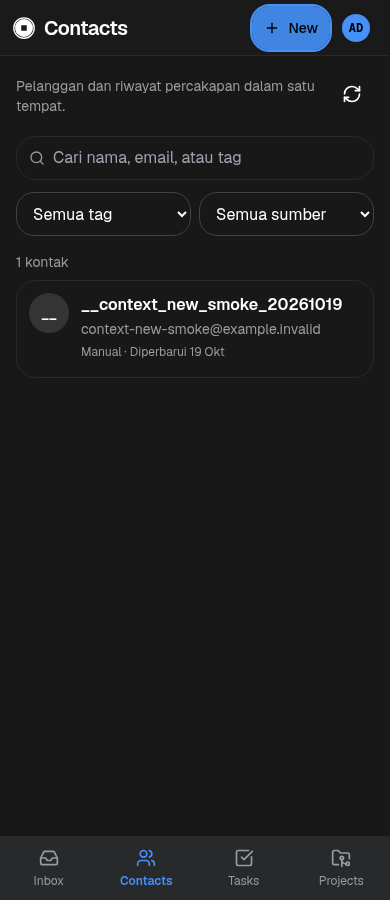 Contacts
New
AD
Pelanggan dan riwayat percakapan dalam satu
tempat.
Cari nama, email, atau tag
Semua tag
Semua sumber
1 kontak
__
__context_new_smoke_20261019
context-new-smoke@example.invalid
Manual · Diperbarui 19 Okt
Inbox
Contacts
Tasks
Projects